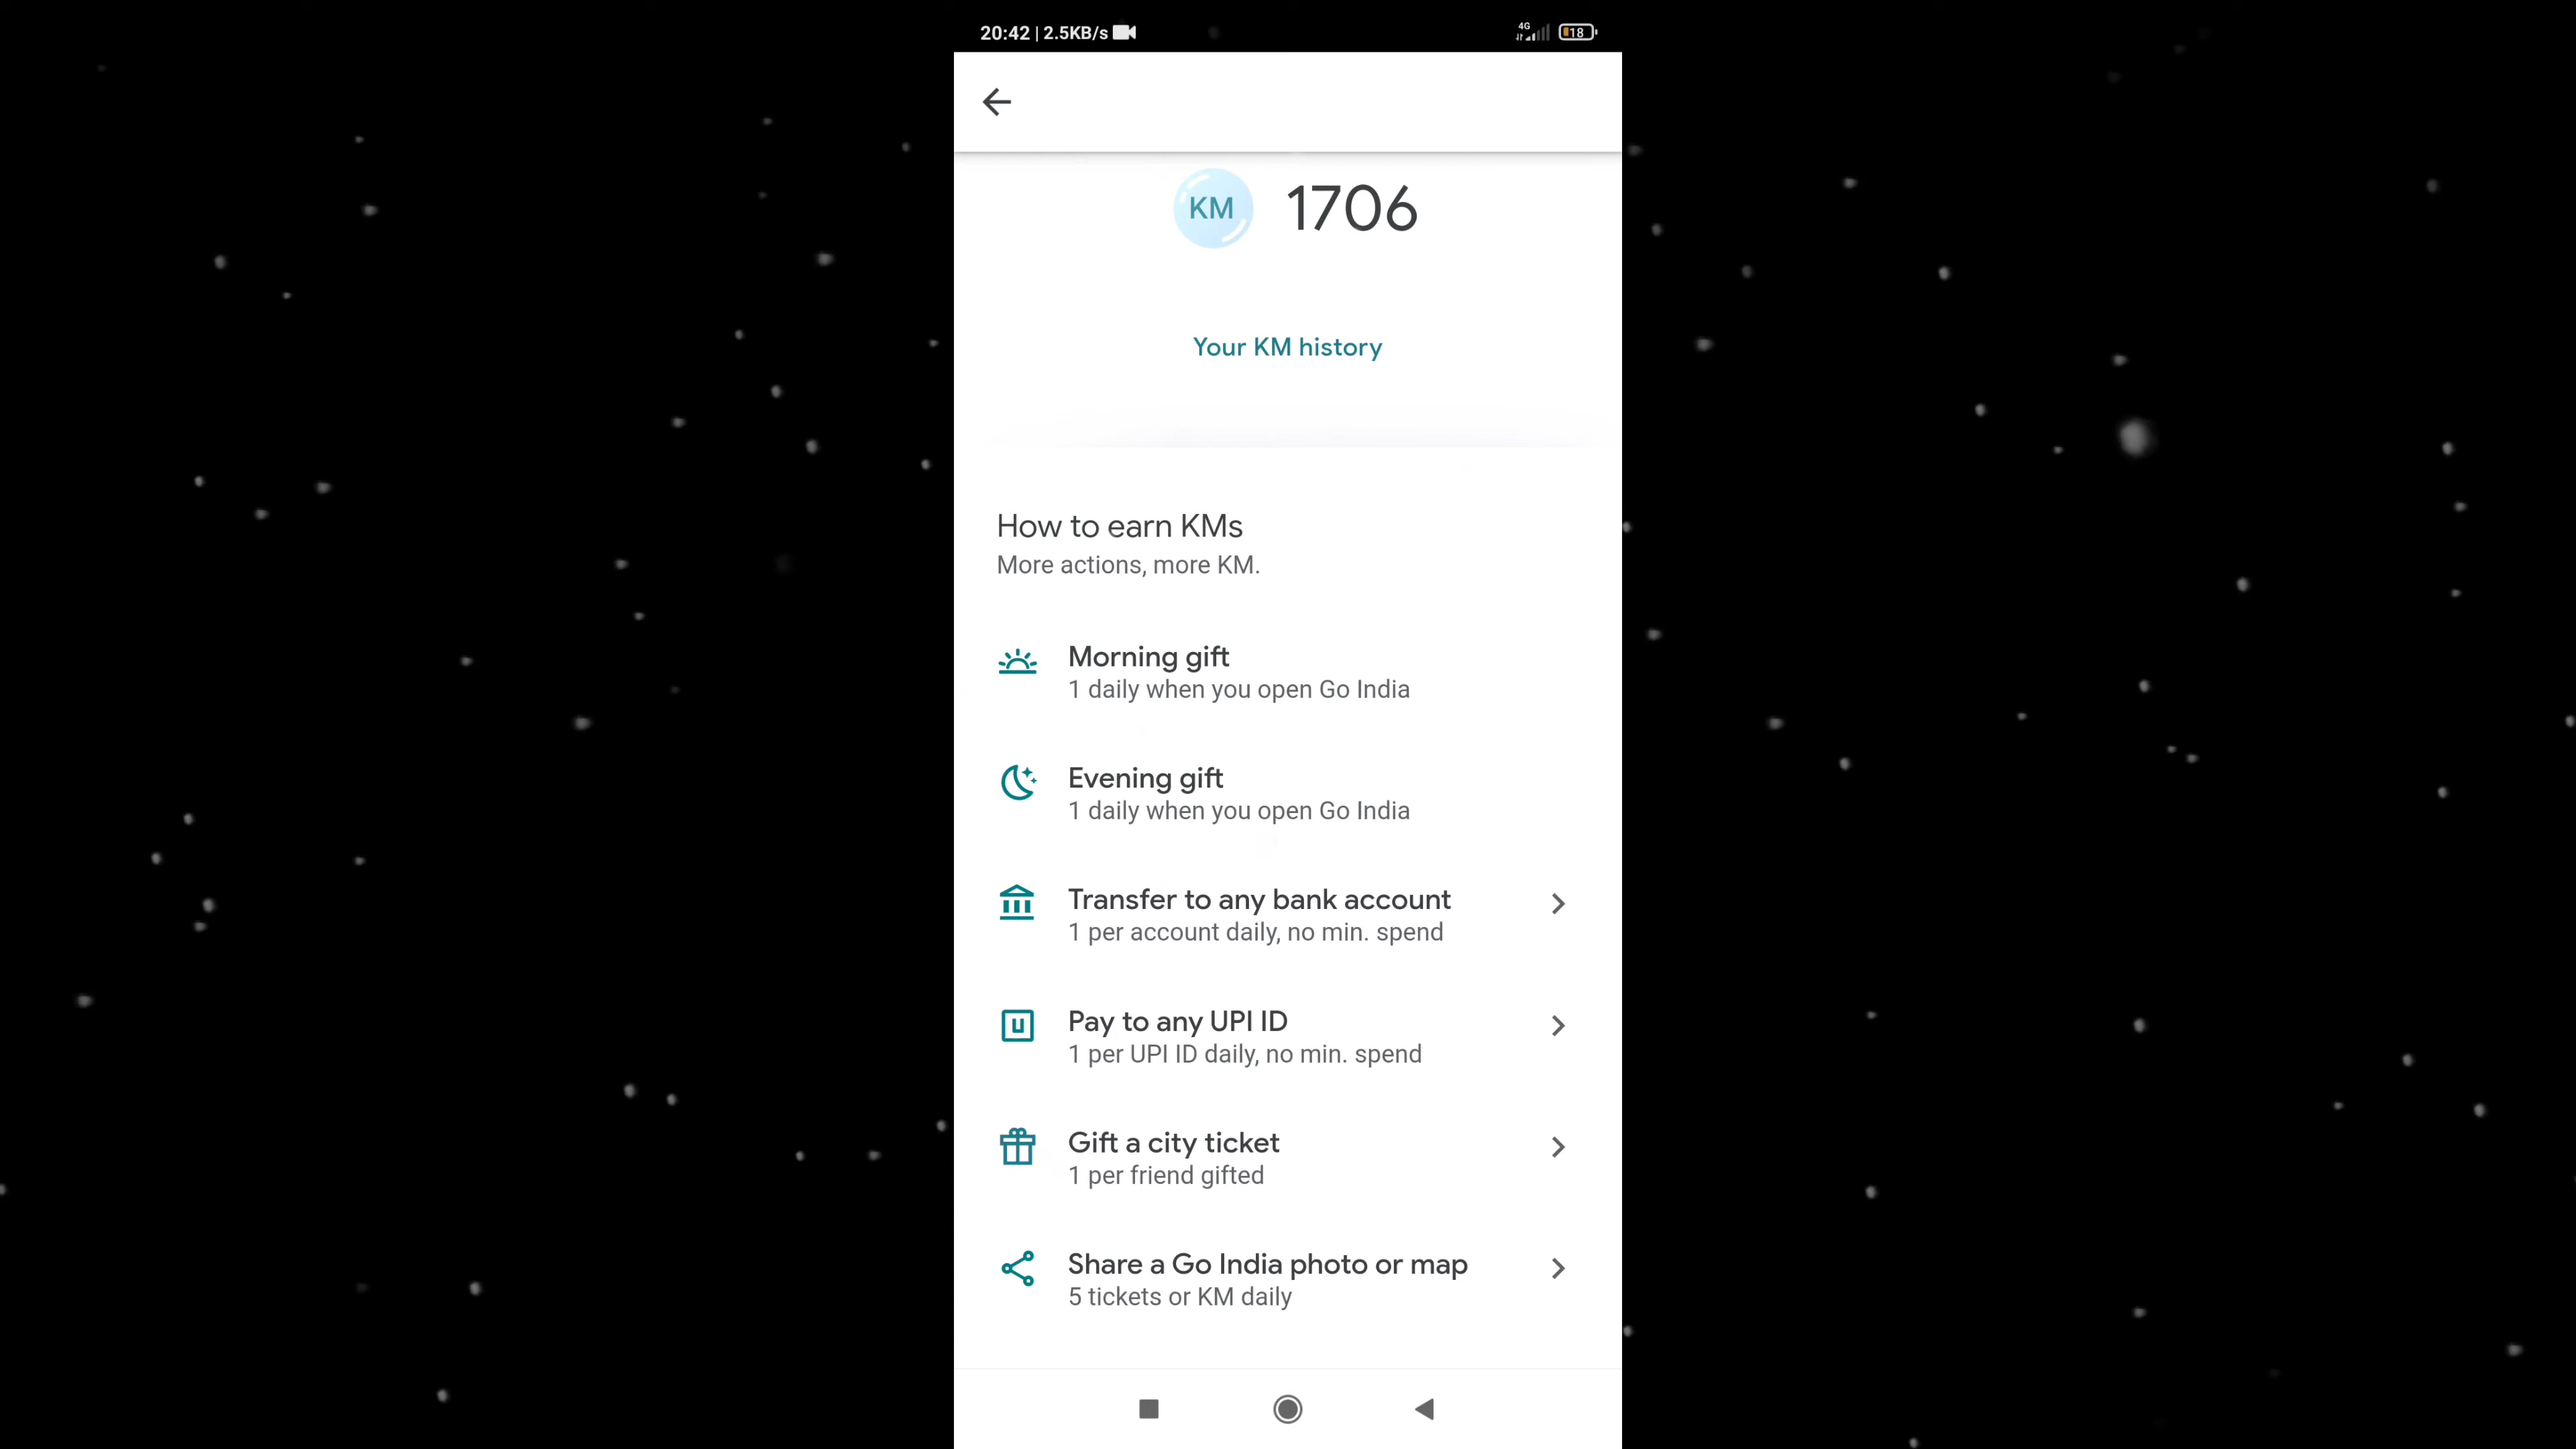 20:42 | 2.5KB/s 4G 18
KM 1706
Your KM history
How to earn KMs
More actions, more KM.
Morning gift
1 daily when you open Go India
Evening gift
1 daily when you open Go India
Transfer to any bank account
1 per account daily, no min. spend
Pay to any UPI ID
1 per UPI ID daily, no min. spend
Gift a city ticket
1 per friend gifted
Share a Go India photo or map
5 tickets or KM daily